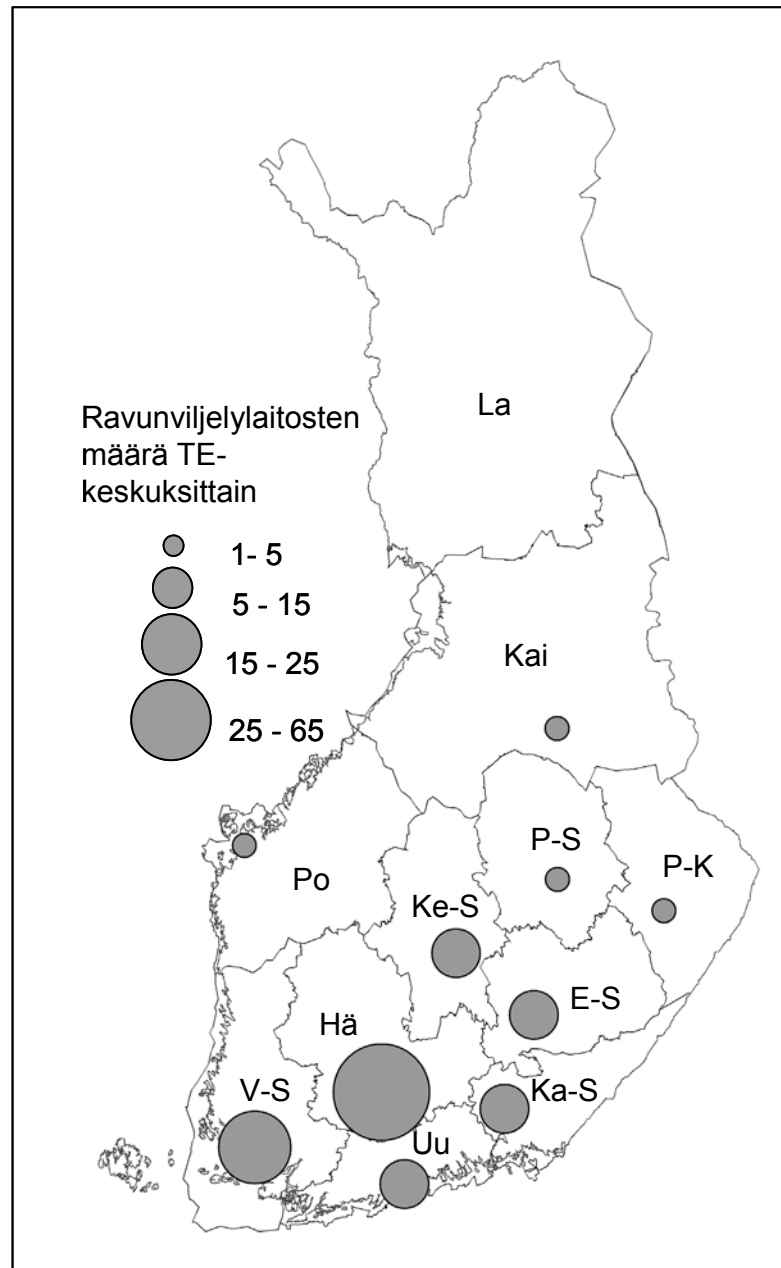 La
Ravunviljelylaitosten
määrä TE-
keskuksittain
1- 5
5 - 15
15 - 25
25 - 65
Kai
P-S
P-K
Po
Ke-S
E-S
Hä
V-S
Ka-S
Uu